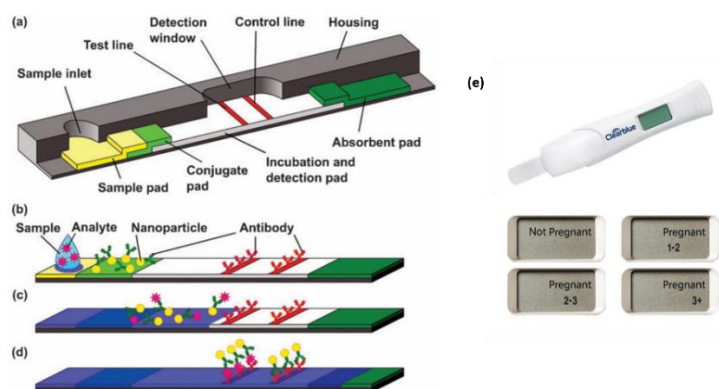 (a)
Detection
window
Control line
Housing
Test line
Sample inlet
Absorbent pad
Incubation and
detection pad
Conjugate
pad
Sample pad
(b)
Sample
Analyte
Nanoparticle
Antibody
(c)
(d)
(e)
Clearblue
Not Pregnant
Pregnant
1-2
Pregnant
2-3
Pregnant
3+